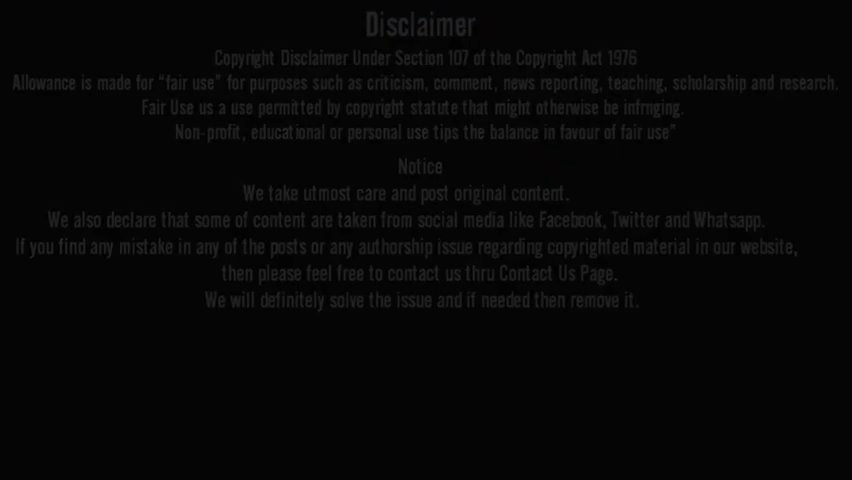 Disclaimer
Copyright Disclaimer Under Section 107 of the Copyright Act 1976
Allowance is made for “fair use” for purposes such as criticism, comment, news reporting, teaching, scholarship and research.
Fair Use us a use permitted by copyright statute that might otherwise be infrnging.
Non-profit, educational or personal use tips the balance in favour of fair use”
Notice
We take utmost care and post original content.
We also declare that some of content are taken from social media like Facebook, Twitter and Whatsapp.
If you find any mistake in any of the posts or any authorship issue regarding copyrighted material in our website,
then please feel free to contact us thru Contact Us Page.
We will definitely solve the issue and if needed then remove it.